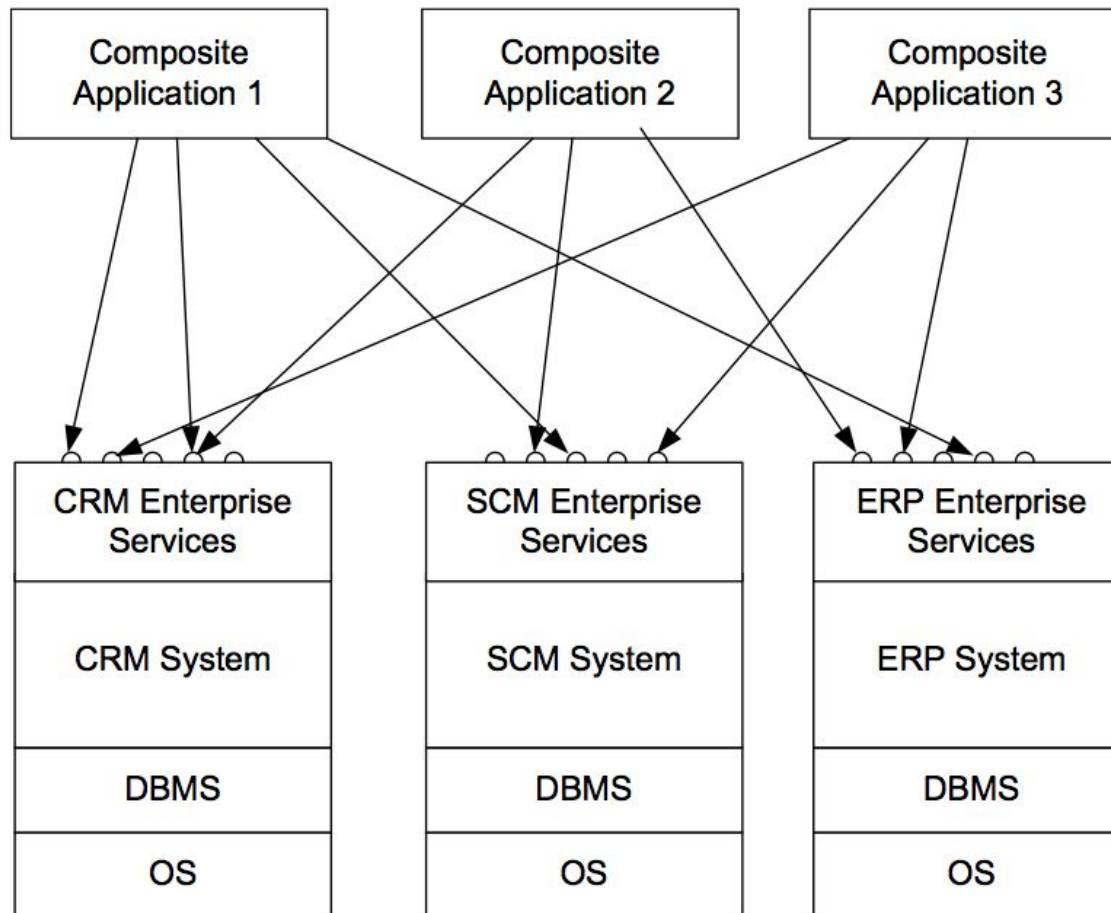 Composite
Application 1
Composite
Application 2
Composite
Application 3
CRM Enterprise
Services
SCM Enterprise
Services
ERP Enterprise
Services
CRM System
SCM System
ERP System
DBMS
DBMS
DBMS
OS
OS
OS